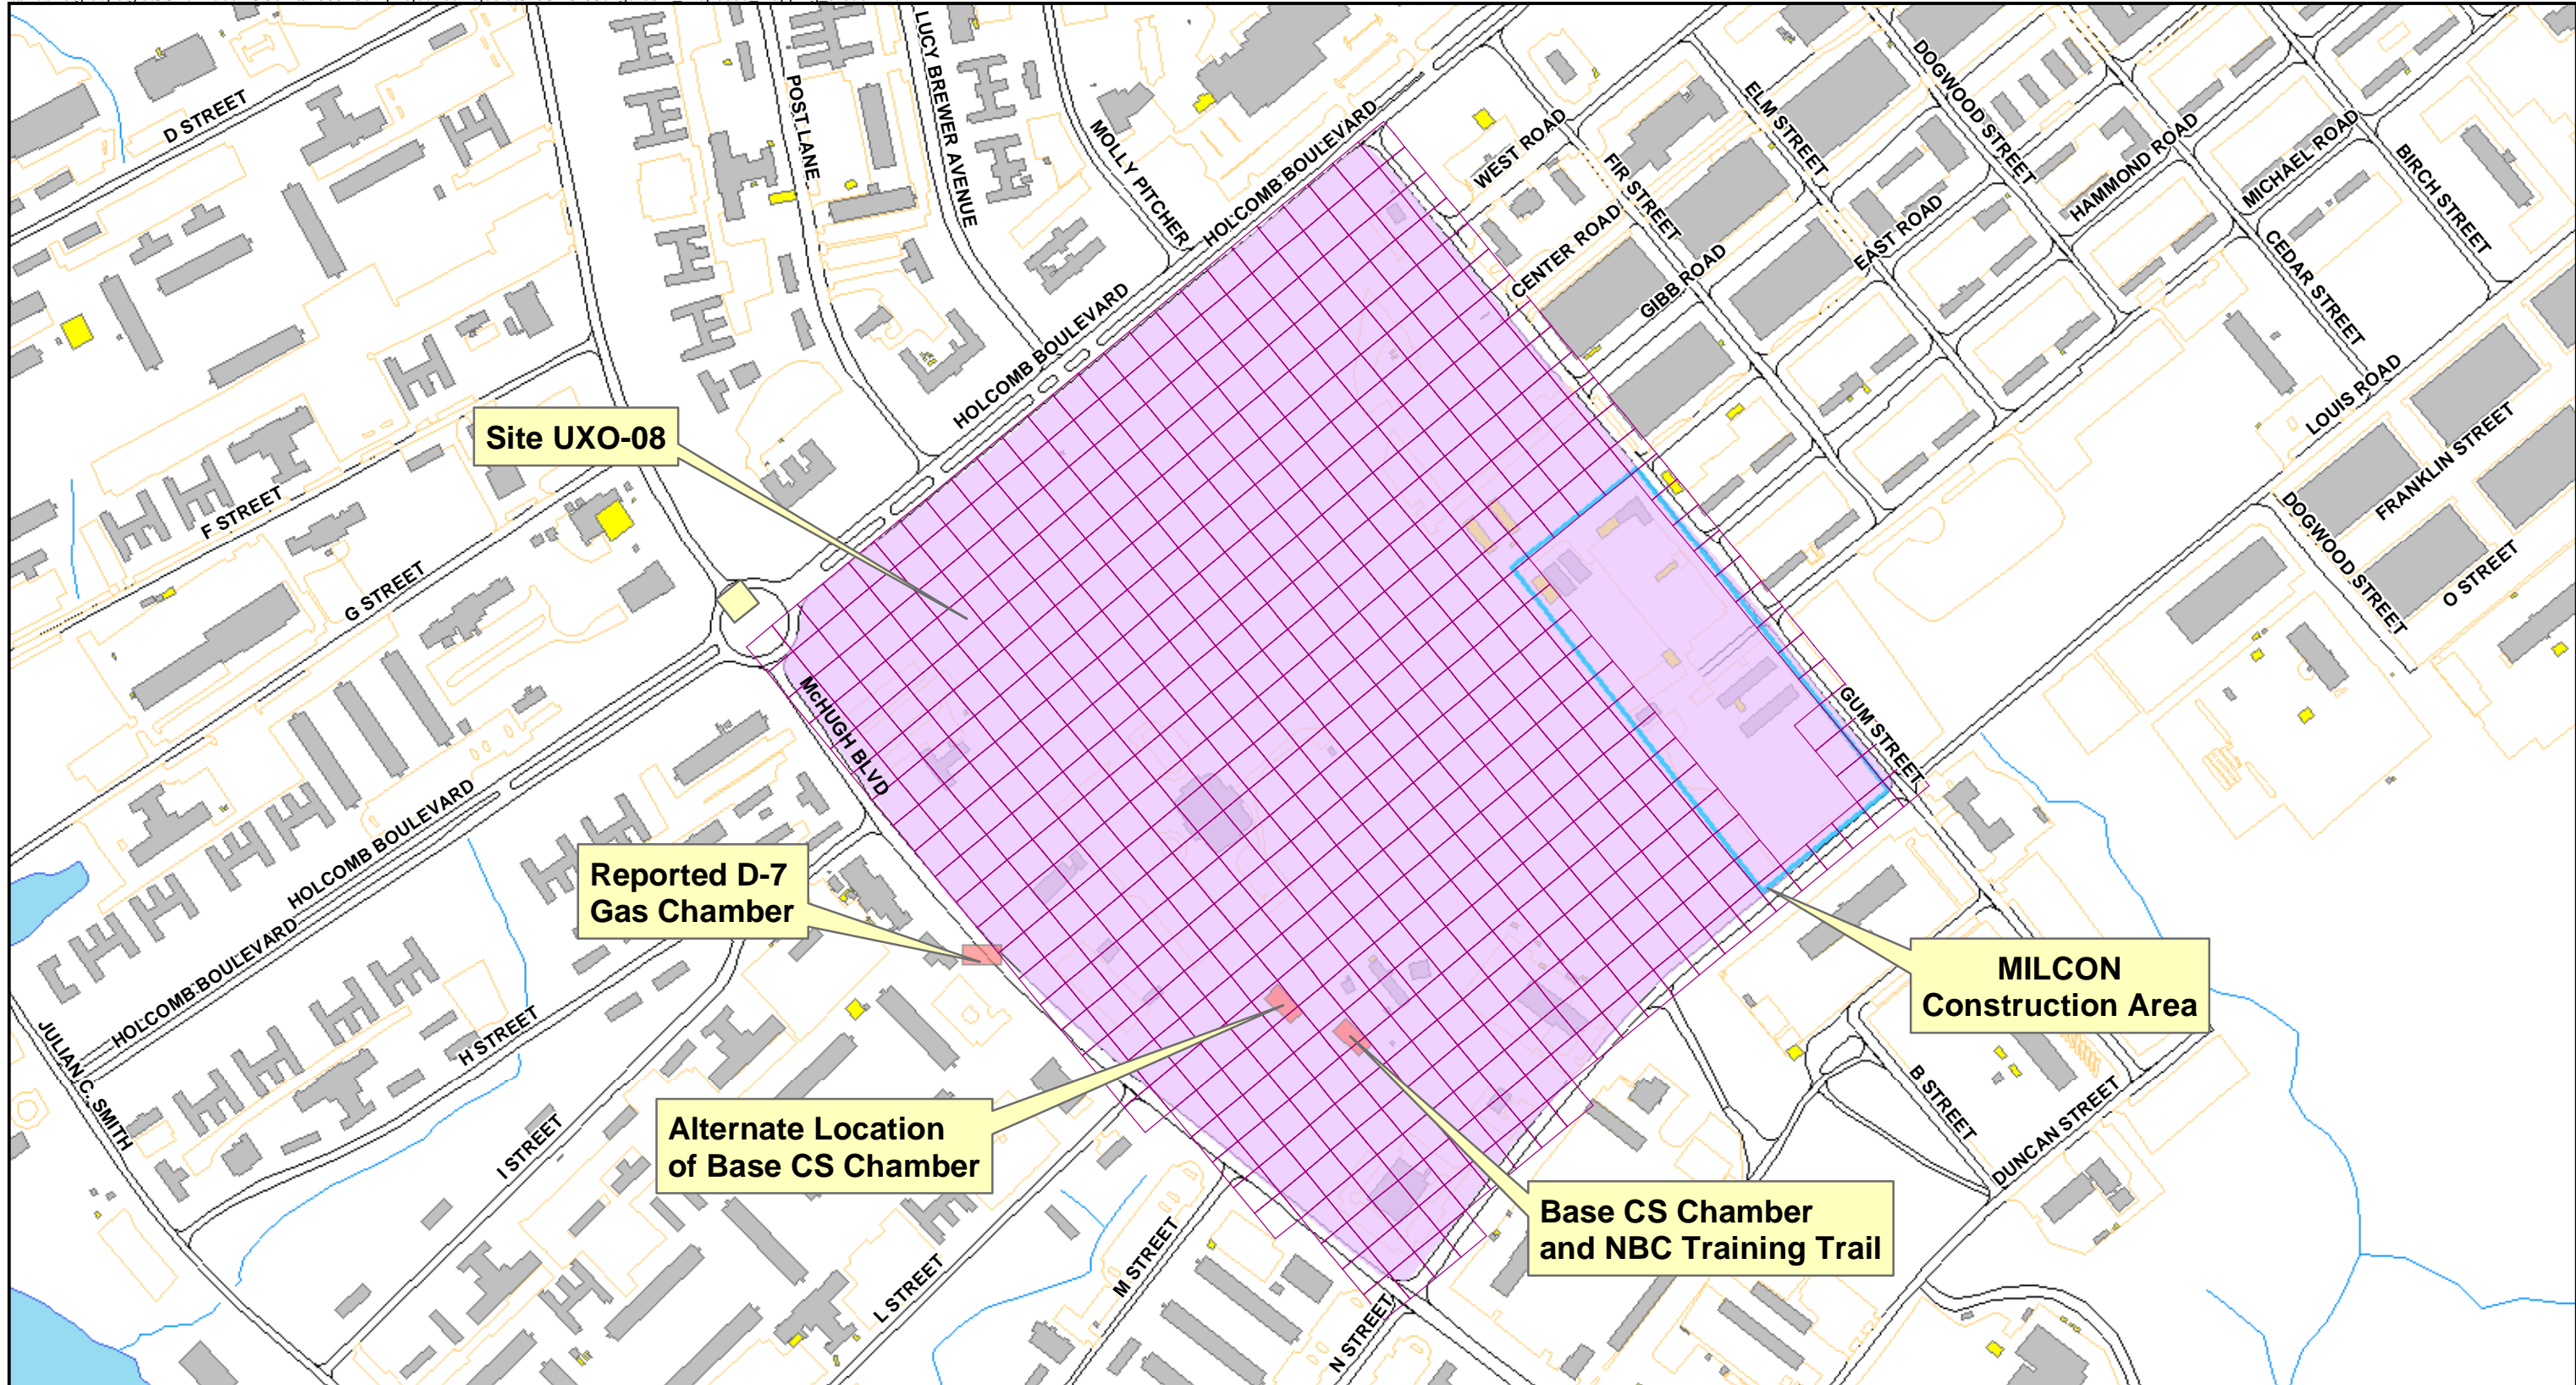 D STREET
POST LANE
LUCY BREWER AVENUE
MOLLY PITCHER
HOLCOMB BOULEVARD
WEST ROAD
ELM STREET
FIR STREET
DOGWOOD STREET
HAMMOND ROAD
MICHAEL ROAD
BIRCH STREET
CENTER ROAD
GIBB ROAD
EAST ROAD
CEDAR STREET
HOLCOMB BOULEVARD
LOUIS ROAD
FRANKLIN STREET
DOGWOOD STREET
O STREET
Site UXO-08
F STREET
G STREET
McHUGH BLVD
GUM STREET
HOLCOMB BOULEVARD
Reported D-7
Gas Chamber
HOLCOMB BOULEVARD
MILCON
Construction Area
JULIAN C. SMITH
H STREET
I STREET
Alternate Location
of Base CS Chamber
B STREET
DUNCAN STREET
Base CS Chamber
and NBC Training Trail
L STREET
M STREET
N STREET